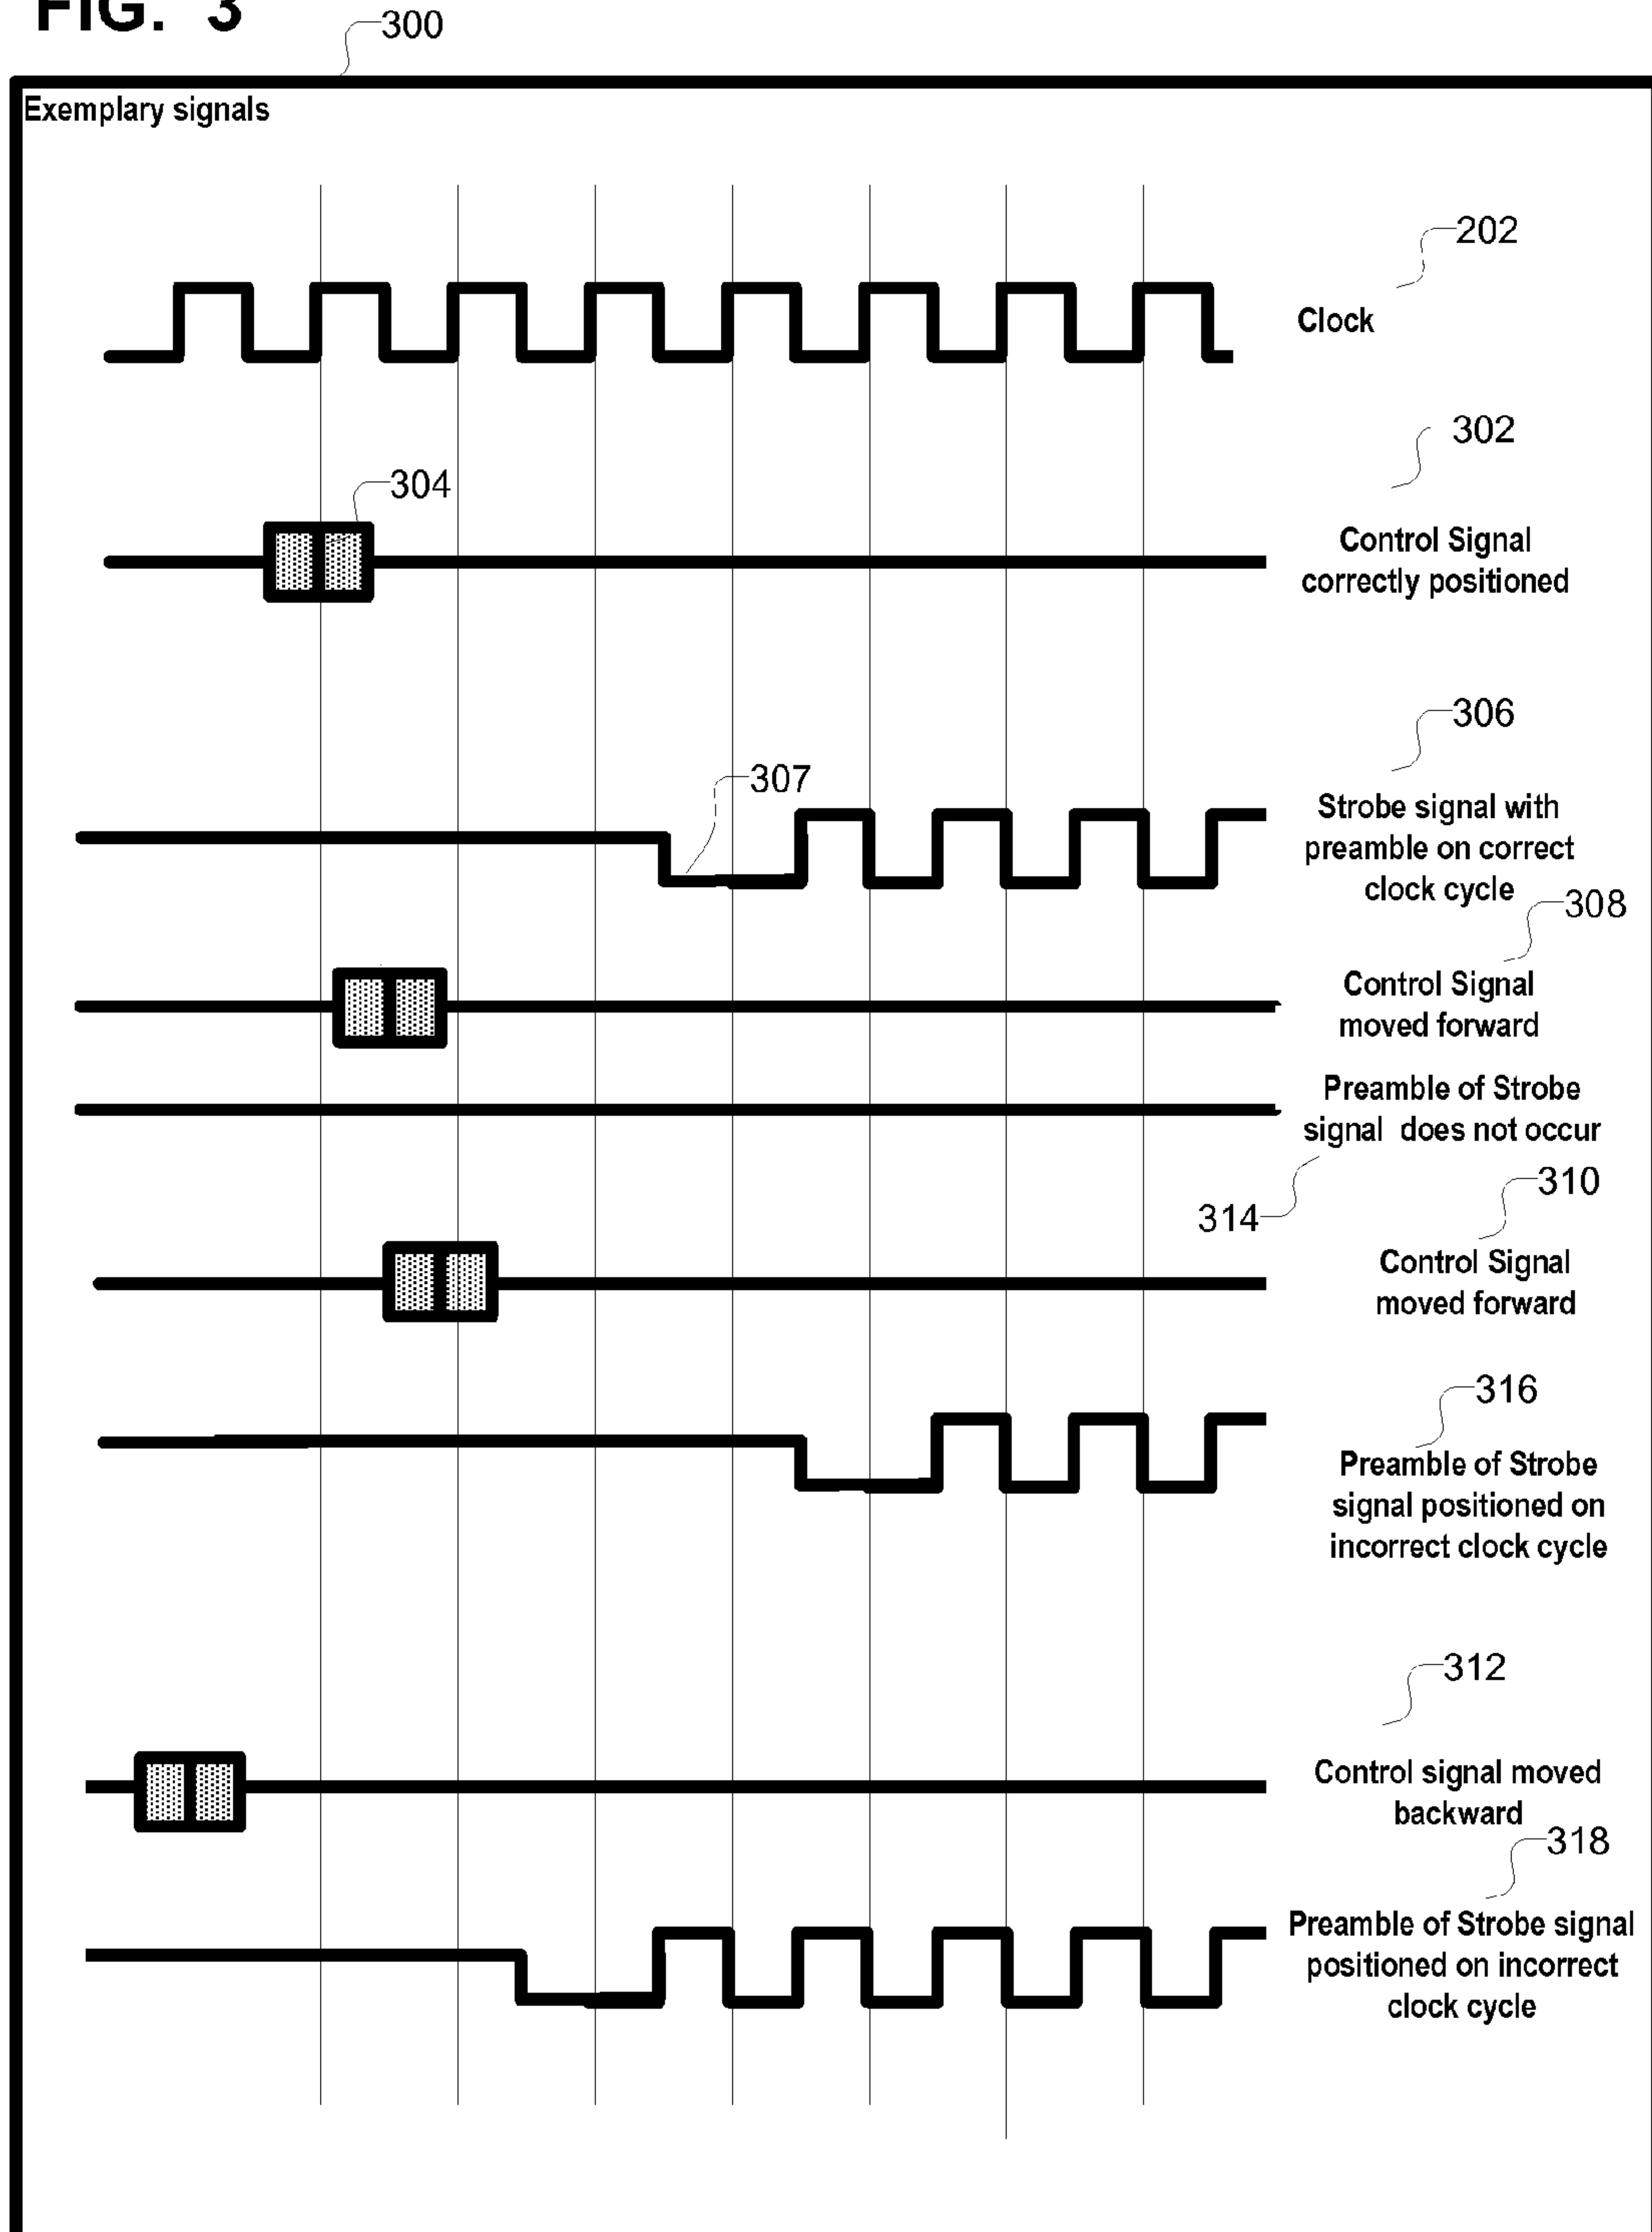 FIG. 3
300
Exemplary signals
202
Clock
302
304
Control Signal
correctly positioned
306
307
Strobe signal with
preamble on correct
clock cycle
308
Control Signal
moved forward
Preamble of Strobe
signal does not occur
310
314
Control Signal
moved forward
316
Preamble of Strobe
signal positioned on
incorrect clock cycle
312
Control signal moved
backward
318
Preamble of Strobe signal
positioned on incorrect
clock cycle